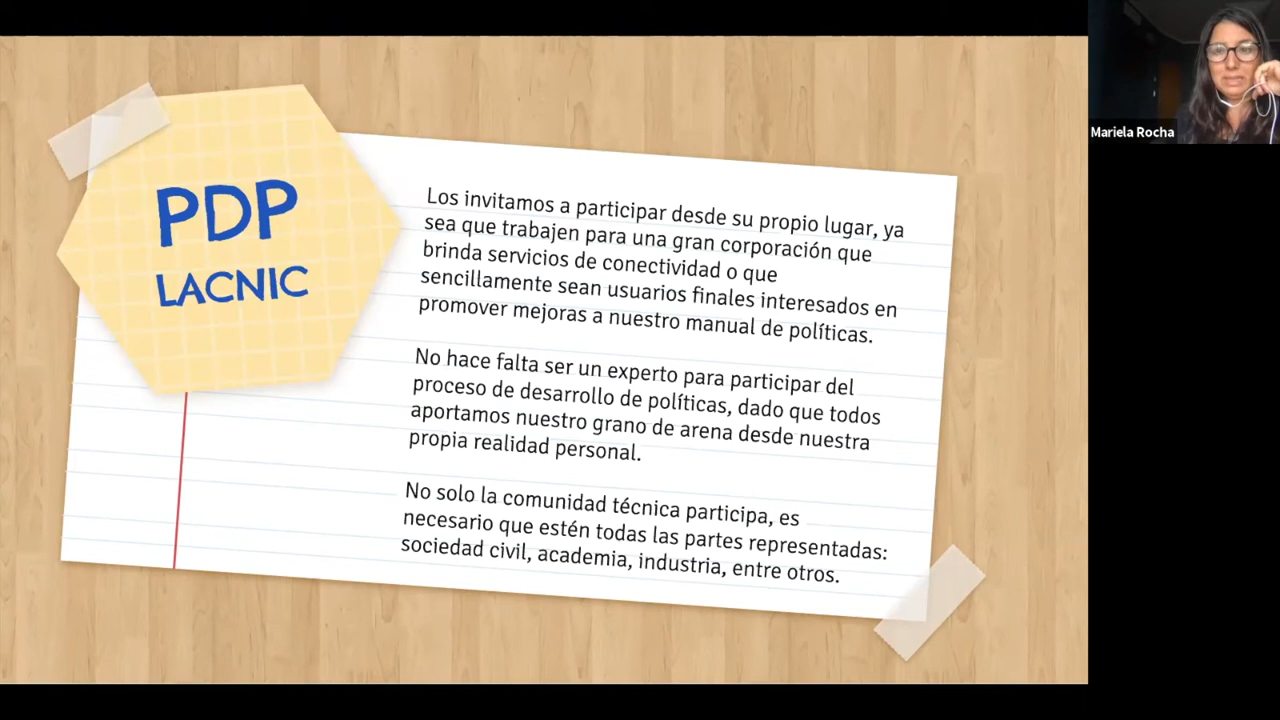 PDP
LACNIC
Los invitamos a participar desde su propio lugar, ya
sea que trabajen para una gran corporación que
brinda servicios de conectividad o que
sencillamente sean usuarios finales interesados en
promover mejoras a nuestro manual de políticas.
No hace falta ser un experto para participar del
proceso de desarrollo de políticas, dado que todos
aportamos nuestro grano de arena desde nuestra
propia realidad personal.
No solo la comunidad técnica participa, es
necesario que estén todas las partes representadas:
sociedad civil, academia, industria, entre otros.
Mariela Rocha